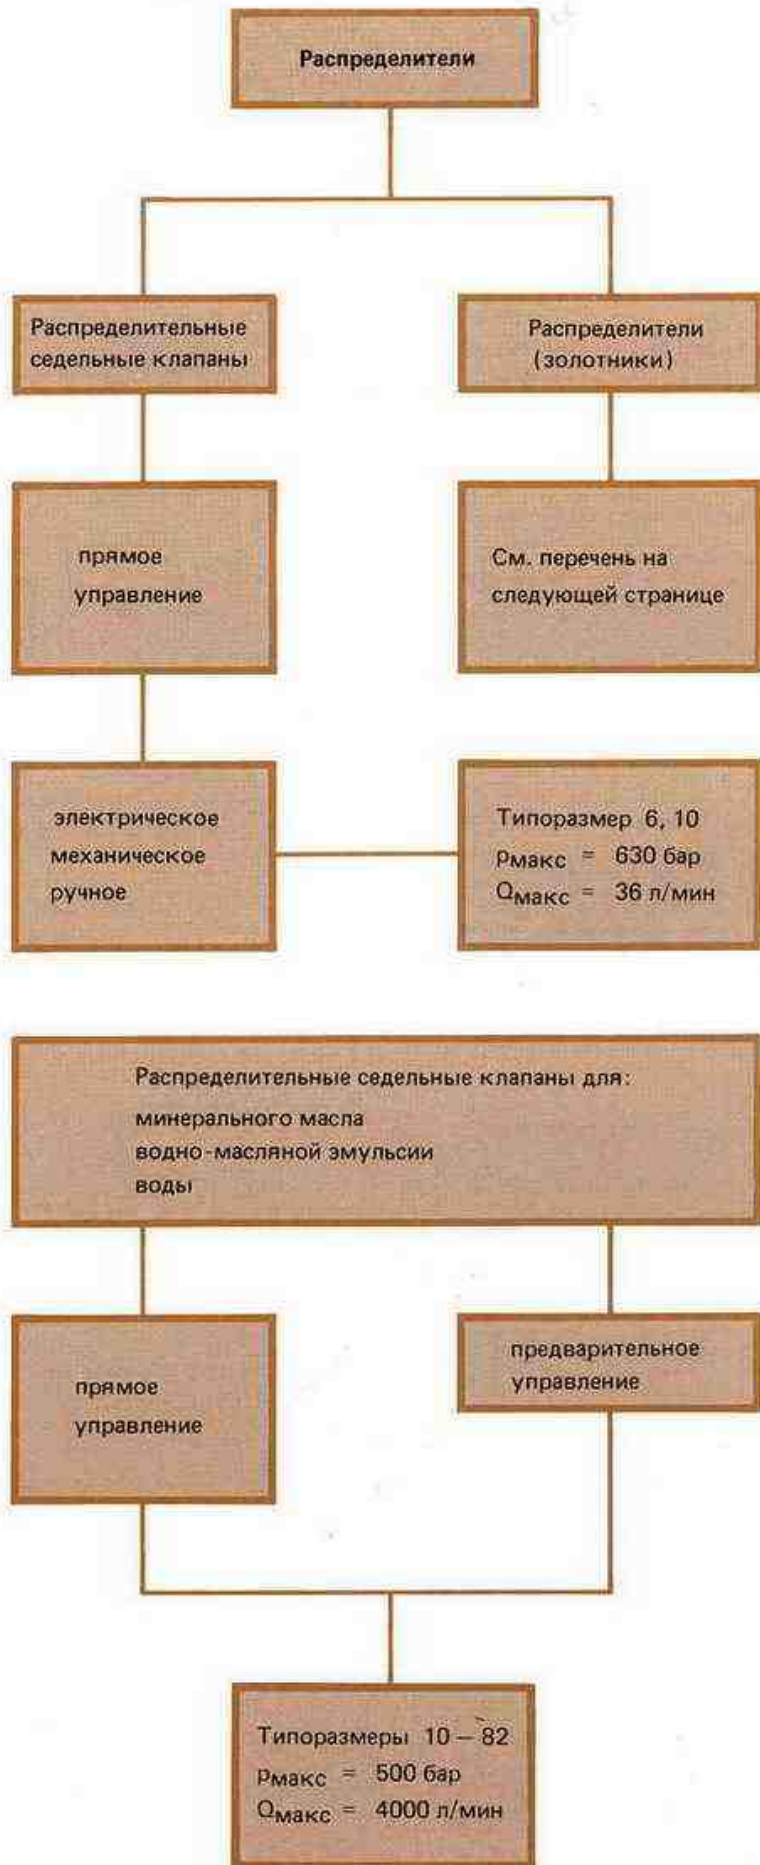 Распределители
Распределительные
седельные клапаны
Распределители
(золотники)
прямое
управление
См. перечень на
следующей странице
электрическое
механическое
ручное
Типоразмер 6, 10
pмакс = 630 бар
Qмакс = 36 л/мин
Распределительные седельные клапаны для:
минерального масла
водно-масляной эмульсии
воды
прямое
управление
предварительное
управление
Типоразмеры 10 – 82
pмакс = 500 бар
Qмакс = 4000 л/мин